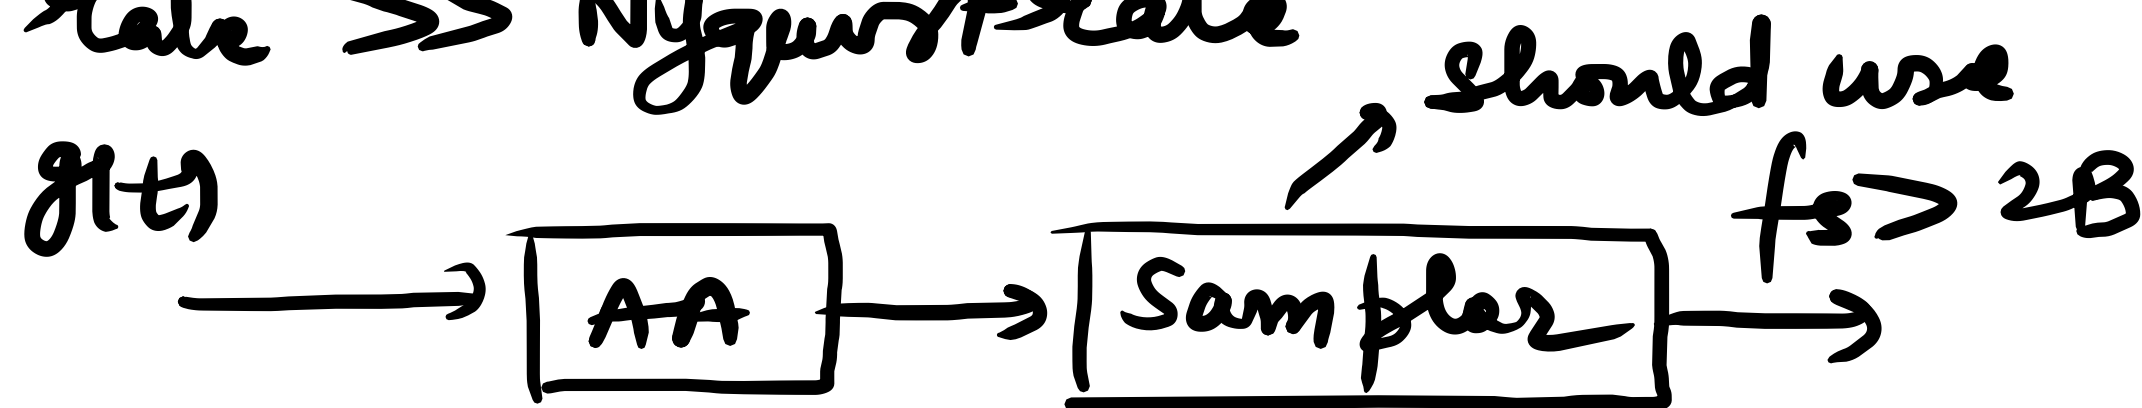 rate >> Nyquist rate
should use
g(t)
fs > 2B
AA
Sampler